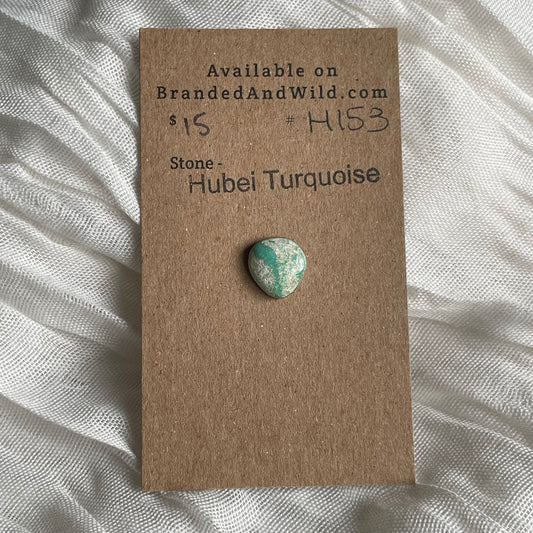 Available on
BrandedAndWild.com
$ 15 # H153
Stone -
Hubei Turquoise